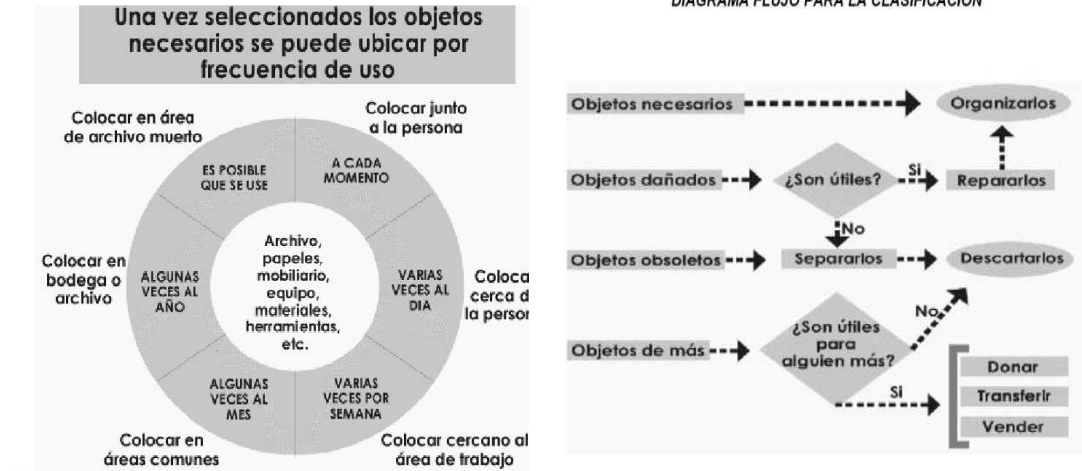 Una vez seleccionados los objetos
necesarios se puede ubicar por
frecuencia de uso
Colocar en área
de archivo muerto
Colocar junto
a la persona
ES POSIBLE
QUE SE USE
A CADA
MOMENTO
Colocar en
bodega o
archivo
ALGUNAS
VECES AL
AÑO
Archivo,
papeles,
mobiliario,
equipo,
materiales,
herramientas,
etc.
VARIAS
VECES AL
DIA
Coloca
cerca d
la person
ALGUNAS
VECES AL
MES
VARIAS
VECES POR
SEMANA
Colocar en
áreas comunes
Colocar cercano al
área de trabajo
DIAGRAMA FLUJO PARA LA CLASIFICACION
Objetos necesarios
Organizarlos
Objetos dañados
¿Son útiles?
Si
Repararlos
No
Objetos obsoletos
Separarlos
Descartarlos
Objetos de más
¿Son útiles
para
alguien más?
No
Si
Donar
Transferir
Vender